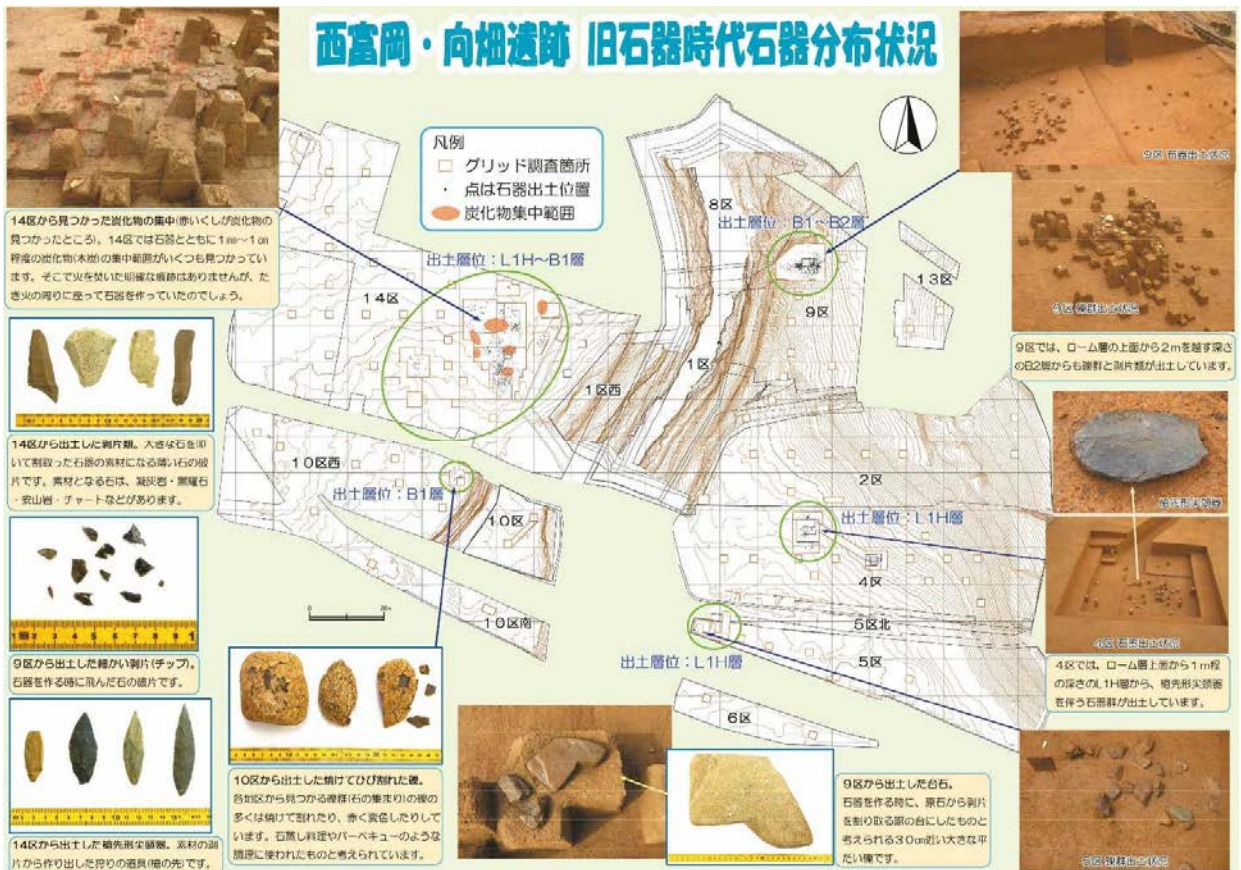 西富岡・向畑遺跡 旧石器時代石器分布状況
凡例
グリッド調査箇所
点は石器出土位置
炭化物集中範囲
14区から見つかった炭化物の集中(赤いくしが炭化物の
見つかったところ)。14区では石器とともに1mm〜1cm
程度の炭化物(木炭)の集中範囲がいくつも見つかってい
ます。そこで火を焚いた明確な痕跡はありませんが、た
き火の周りに座って石器を作っていたのでしょう。
14区から出土した剥片類。大きな石を叩
いて割取った石器の素材になる薄い石の破
片です。素材となる石は、凝灰岩・黒曜石
・安山岩・チャートなどがあります。
9区から出土した細かい剥片(チップ)。
石器を作る時に飛んだ石の破片です。
14区から出土した槍先形尖頭器。素材の剥
片から作り出した狩りの道具(槍の先)です。
出土層位:L1H〜B1層
14区
8区
出土層位:B1〜B2層
13区
9区
1区
1区西
10区西
出土層位:B1層
10区
10区南
2区
出土層位:L1H層
4区
5区北
出土層位:L1H層
5区
6区
20m
10区から出土した焼けてひび割れた礫。
各地区から見つかる礫群(石の集まり)の礫の
多くは焼けて割れたり、赤く変色したりして
います。石蒸し料理やバーベキューのような
調理に使われたものと考えられています。
9区から出土した台石。
石器を作る時に、原石から剥片
を割り取る際の台にしたものと
考えられる30cm近い大きな平
たい礫です。
9区 石器出土状況
9区 礫群出土状況
9区では、ローム層の上面から2mを越す深さ
のB2層からも礫群と剥片類が出土しています。
槍先形尖頭器
4区 石器出土状況
4区では、ローム層上面から1m程
の深さのL1H層から、槍先形尖頭器
を伴う石器群が出土しています。
礫群出土状況